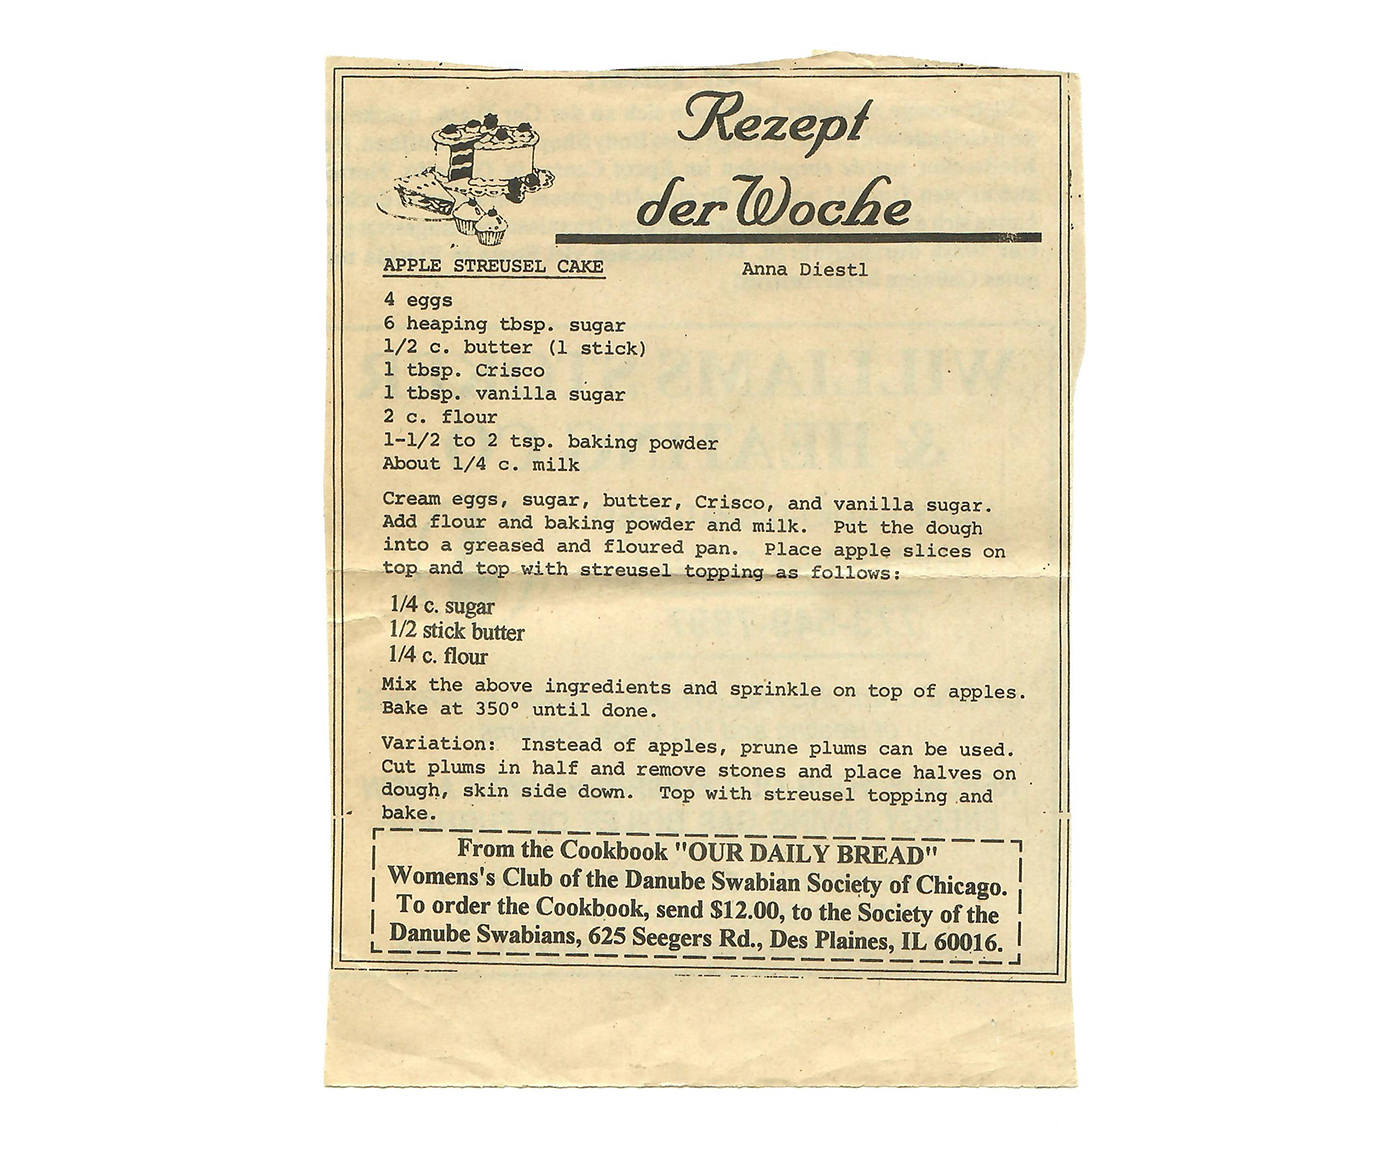 Rezept
der Woche
APPLE STREUSEL CAKE Anna Diestl
4 eggs
6 heaping tbsp. sugar
1/2 c. butter (1 stick)
1 tbsp. Crisco
1 tbsp. vanilla sugar
2 c. flour
1-1/2 to 2 tsp. baking powder
About 1/4 c. milk
Cream eggs, sugar, butter, Crisco, and vanilla sugar.
Add flour and baking powder and milk. Put the dough
into a greased and floured pan. Place apple slices on
top and top with streusel topping as follows:
1/4 c. sugar
1/2 stick butter
1/4 c. flour
Mix the above ingredients and sprinkle on top of apples.
Bake at 350° until done.
Variation: Instead of apples, prune plums can be used.
Cut plums in half and remove stones and place halves on
dough, skin side down. Top with streusel topping and
bake.
From the Cookbook "OUR DAILY BREAD"
Womens's Club of the Danube Swabian Society of Chicago.
To order the Cookbook, send $12.00, to the Society of the
Danube Swabians, 625 Seegers Rd., Des Plaines, IL 60016.